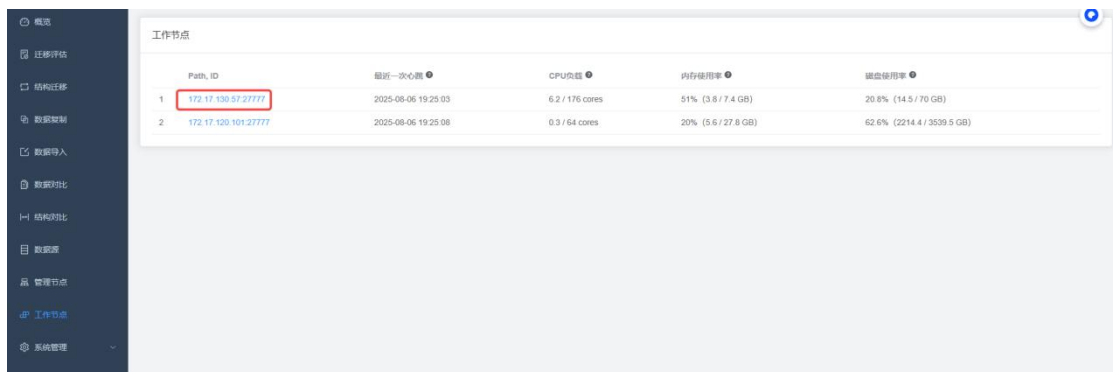 概览
迁移评估
结构迁移
数据复制
数据导入
数据对比
结构对比
数据源
管理节点
工作节点
系统管理
工作节点
Path, ID 最近一次心跳 CPU负载 内存使用率 磁盘使用率
1 172.17.130.57:27777 2025-08-06 19:25:03 6.2 / 176 cores 51% (3.8 / 7.4 GB) 20.8% (14.5 / 70 GB)
2 172.17.120.101:27777 2025-08-06 19:25:08 0.3 / 64 cores 20% (5.6 / 27.8 GB) 62.6% (2214.4 / 3539.5 GB)